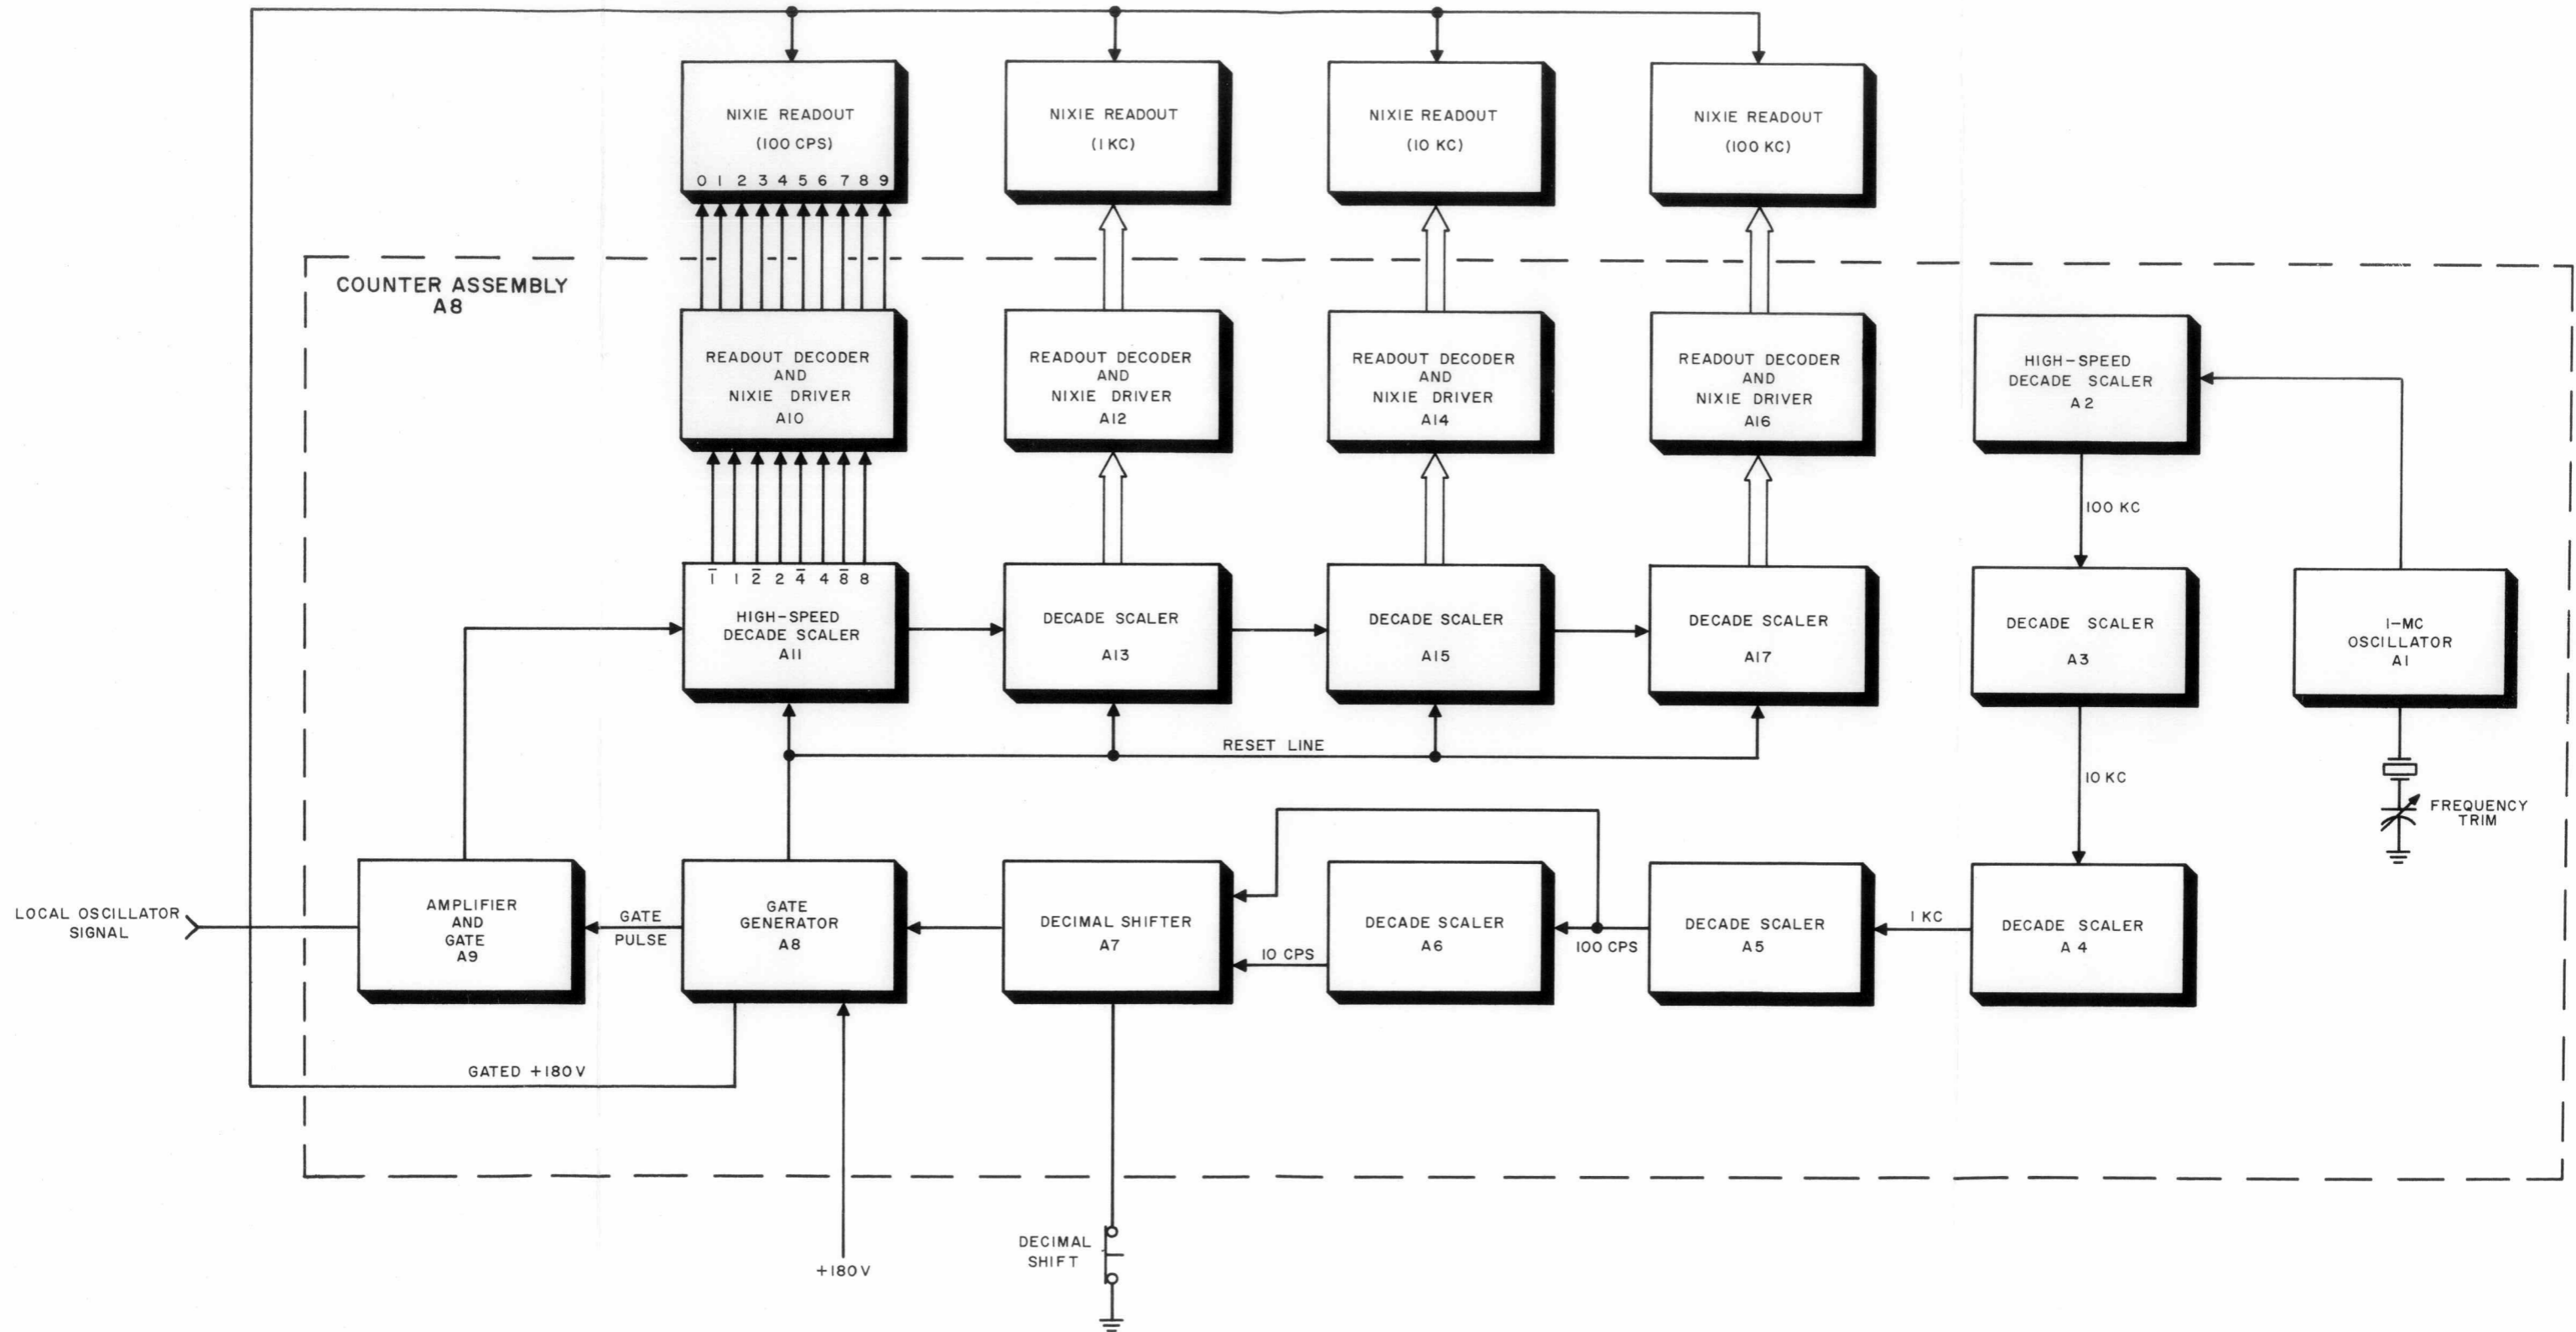 NIXIE READOUT
(100 CPS)
0 1 2 3 4 5 6 7 8 9
NIXIE READOUT
(1 KC)
NIXIE READOUT
(10 KC)
NIXIE READOUT
(100 KC)
COUNTER ASSEMBLY
A8
READOUT DECODER
AND
NIXIE DRIVER
A10
READOUT DECODER
AND
NIXIE DRIVER
A12
READOUT DECODER
AND
NIXIE DRIVER
A14
READOUT DECODER
AND
NIXIE DRIVER
A16
HIGH-SPEED
DECADE SCALER
A2
100 KC
1̅ 1 2̅ 2 4̅ 4 8̅ 8
HIGH-SPEED
DECADE SCALER
A11
DECADE SCALER
A13
DECADE SCALER
A15
DECADE SCALER
A17
DECADE SCALER
A3
1-MC
OSCILLATOR
A1
RESET LINE
10 KC
FREQUENCY
TRIM
LOCAL OSCILLATOR
SIGNAL
AMPLIFIER
AND
GATE
A9
GATE
PULSE
GATE
GENERATOR
A8
DECIMAL SHIFTER
A7
10 CPS
DECADE SCALER
A6
100 CPS
DECADE SCALER
A5
1 KC
DECADE SCALER
A 4
GATED +180V
+180V
DECIMAL
SHIFT